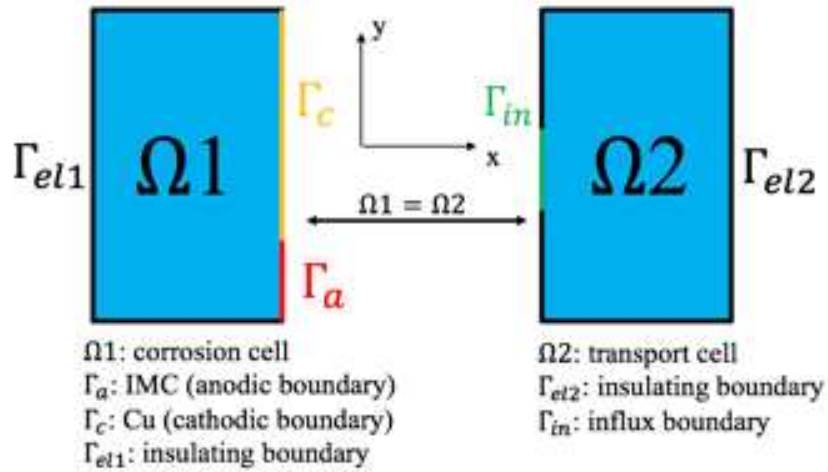 y
x
Γc
Γin
Γel1
Ω1
Ω2
Γel2
Ω1 = Ω2
Γa
Ω1: corrosion cell
Γa: IMC (anodic boundary)
Γc: Cu (cathodic boundary)
Γel1: insulating boundary
Ω2: transport cell
Γel2: insulating boundary
Γin: influx boundary